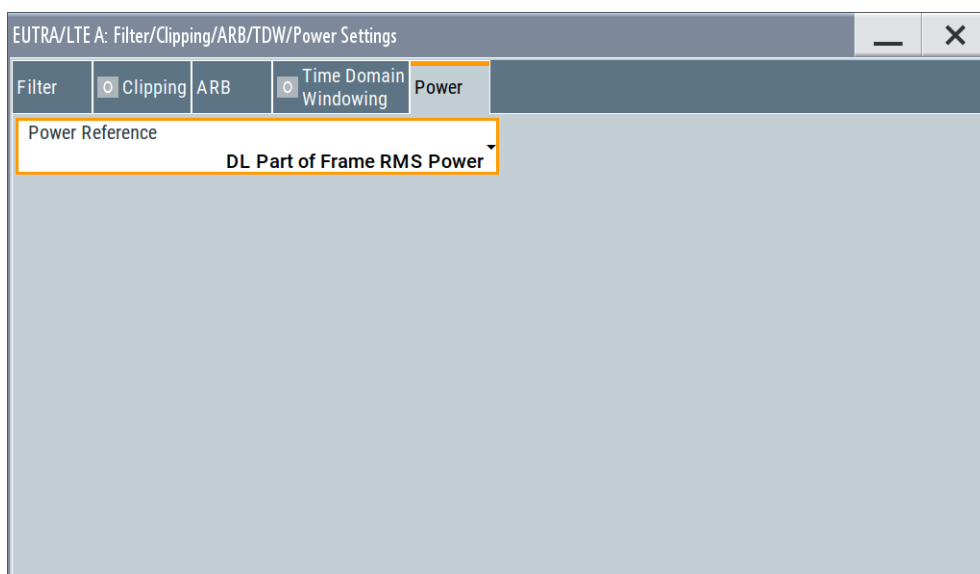 EUTRA/LTE A: Filter/Clipping/ARB/TDW/Power Settings
Filter
O Clipping
ARB
O Time Domain
Windowing
Power
Power Reference
DL Part of Frame RMS Power